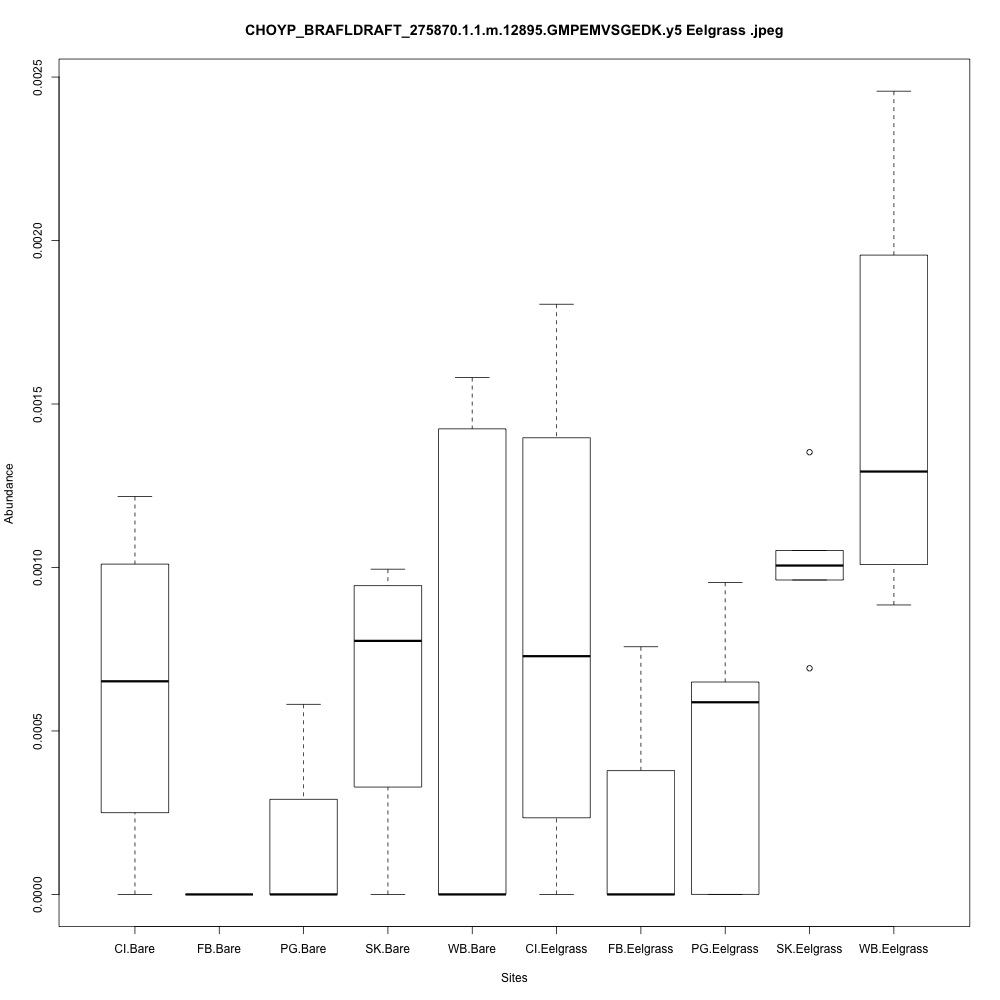 CHOYP_BRAFLDRAFT_275870.1.1.m.12895.GMPEMVSGEDK.y5 Eelgrass .jpeg
Abundance
0.0025
0.0020
0.0015
0.0010
0.0005
0.0000
CI.Bare FB.Bare PG.Bare SK.Bare WB.Bare CI.Eelgrass FB.Eelgrass PG.Eelgrass SK.Eelgrass WB.Eelgrass
Sites